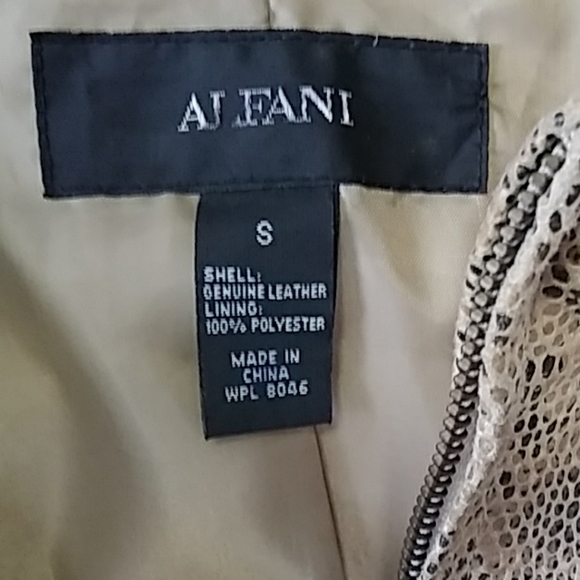 ALFANI
S
SHELL:
GENUINE LEATHER
LINING:
100% POLYESTER
MADE IN
CHINA
WPL 8046